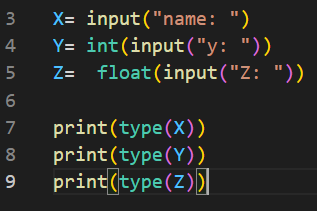 3 X= input("name: ")
4 Y= int(input("y: "))
5 Z=  float(input("Z: "))
6
7 print(type(X))
8 print(type(Y))
9 print(type(Z))